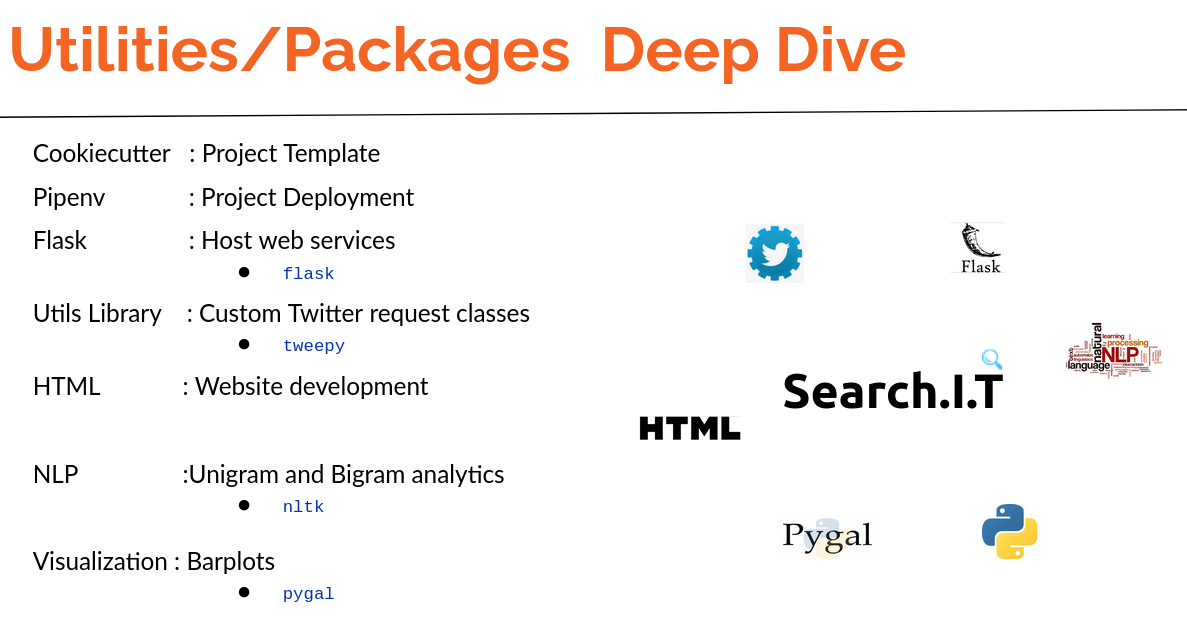 Utilities/Packages Deep Dive
Cookiecutter : Project Template
Pipenv : Project Deployment
Flask : Host web services
● flask
Utils Library : Custom Twitter request classes
● tweepy
HTML : Website development
NLP :Unigram and Bigram analytics
● nltk
Visualization : Barplots
● pygal
Flask
natural
learning
processing
NLP
language
Search.I.T
HTML
Pygal